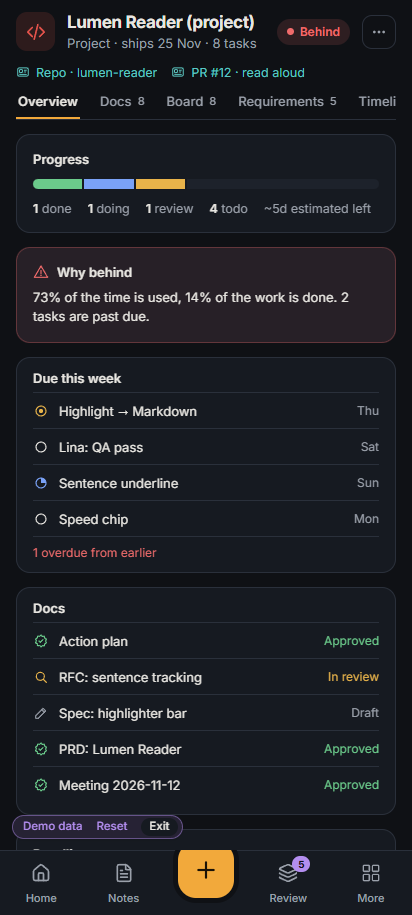 Lumen Reader (project)
Project · ships 25 Nov · 8 tasks
Behind
Repo · lumen-reader PR #12 · read aloud
Overview Docs 8 Board 8 Requirements 5 Timeli
Progress
1 done 1 doing 1 review 4 todo ~5d estimated left
Why behind
73% of the time is used, 14% of the work is done. 2
tasks are past due.
Due this week
Highlight → Markdown Thu
Lina: QA pass Sat
Sentence underline Sun
Speed chip Mon
1 overdue from earlier
Docs
Action plan Approved
RFC: sentence tracking In review
Spec: highlighter bar Draft
PRD: Lumen Reader Approved
Meeting 2026-11-12 Approved
Demo data Reset Exit
5
Home Notes Review More